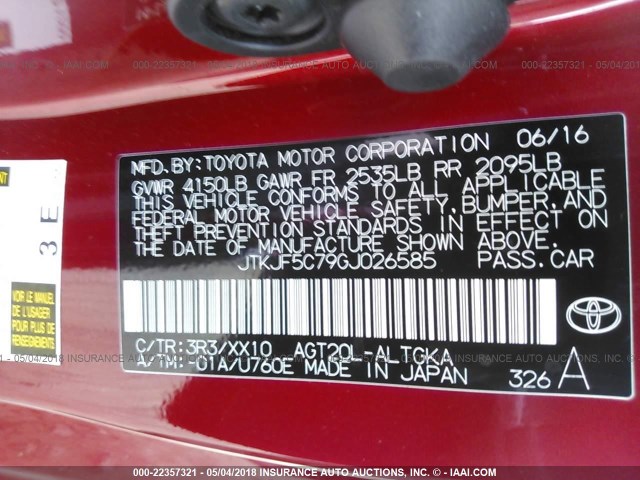 000-22357321 - 05/04/2018 INSURANCE AUTO AUCTIONS INC. - IAAI.COM
MFD.BY:TOYOTA MOTOR CORPORATION 06/16
GVWR 4150LB GAWR FR 2535LB RR 2095LB
THIS VEHICLE CONFORMS TO ALL APPLICABLE
FEDERAL MOTOR VEHICLE SAFETY,BUMPER,AND
THEFT PREVENTION STANDARDS IN EFFECT ON
THE DATE OF MANUFACTURE SHOWN ABOVE.
JTKJF5C79GJ026585 PASS.CAR
C/TR:3R3/XX10 AGT20L-ALTGKA
A/TM:-01A/U760E MADE IN JAPAN 326 A
3 E
POUR PLUS DE
000-22357321 - 05/04/2018 INSURANCE AUTO AUCTIONS INC. - IAAI.COM